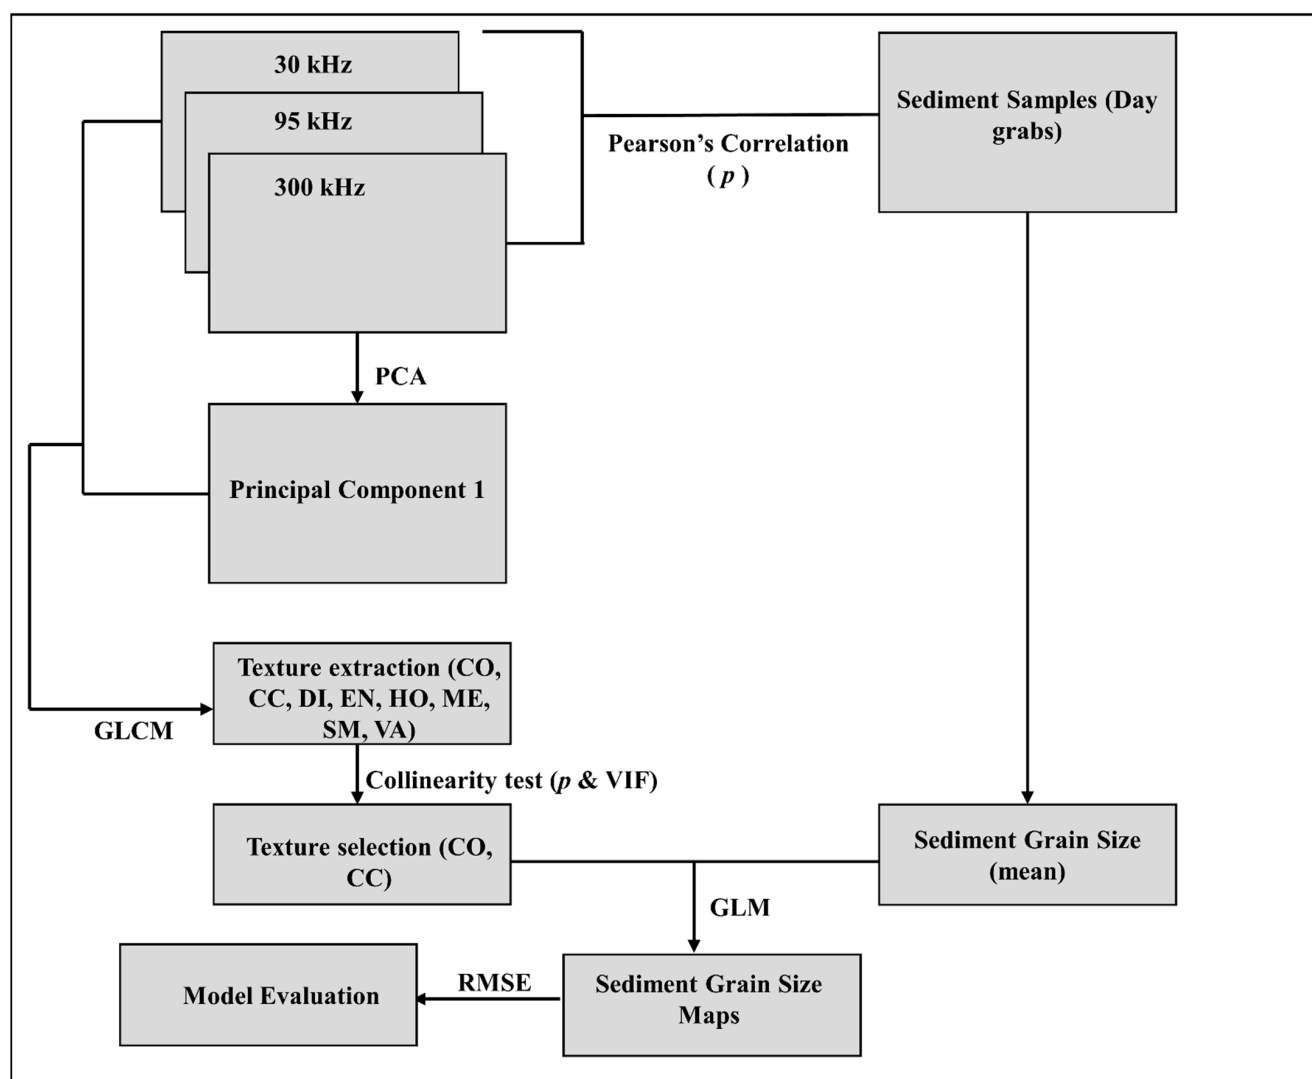 30 kHz
95 kHz
300 kHz
Sediment Samples (Day
grabs)
Pearson’s Correlation
( p )
PCA
Principal Component 1
Texture extraction (CO,
CC, DI, EN, HO, ME,
SM, VA)
GLCM
Collinearity test (p & VIF)
Texture selection (CO,
CC)
Sediment Grain Size
(mean)
GLM
Model Evaluation
RMSE
Sediment Grain Size
Maps